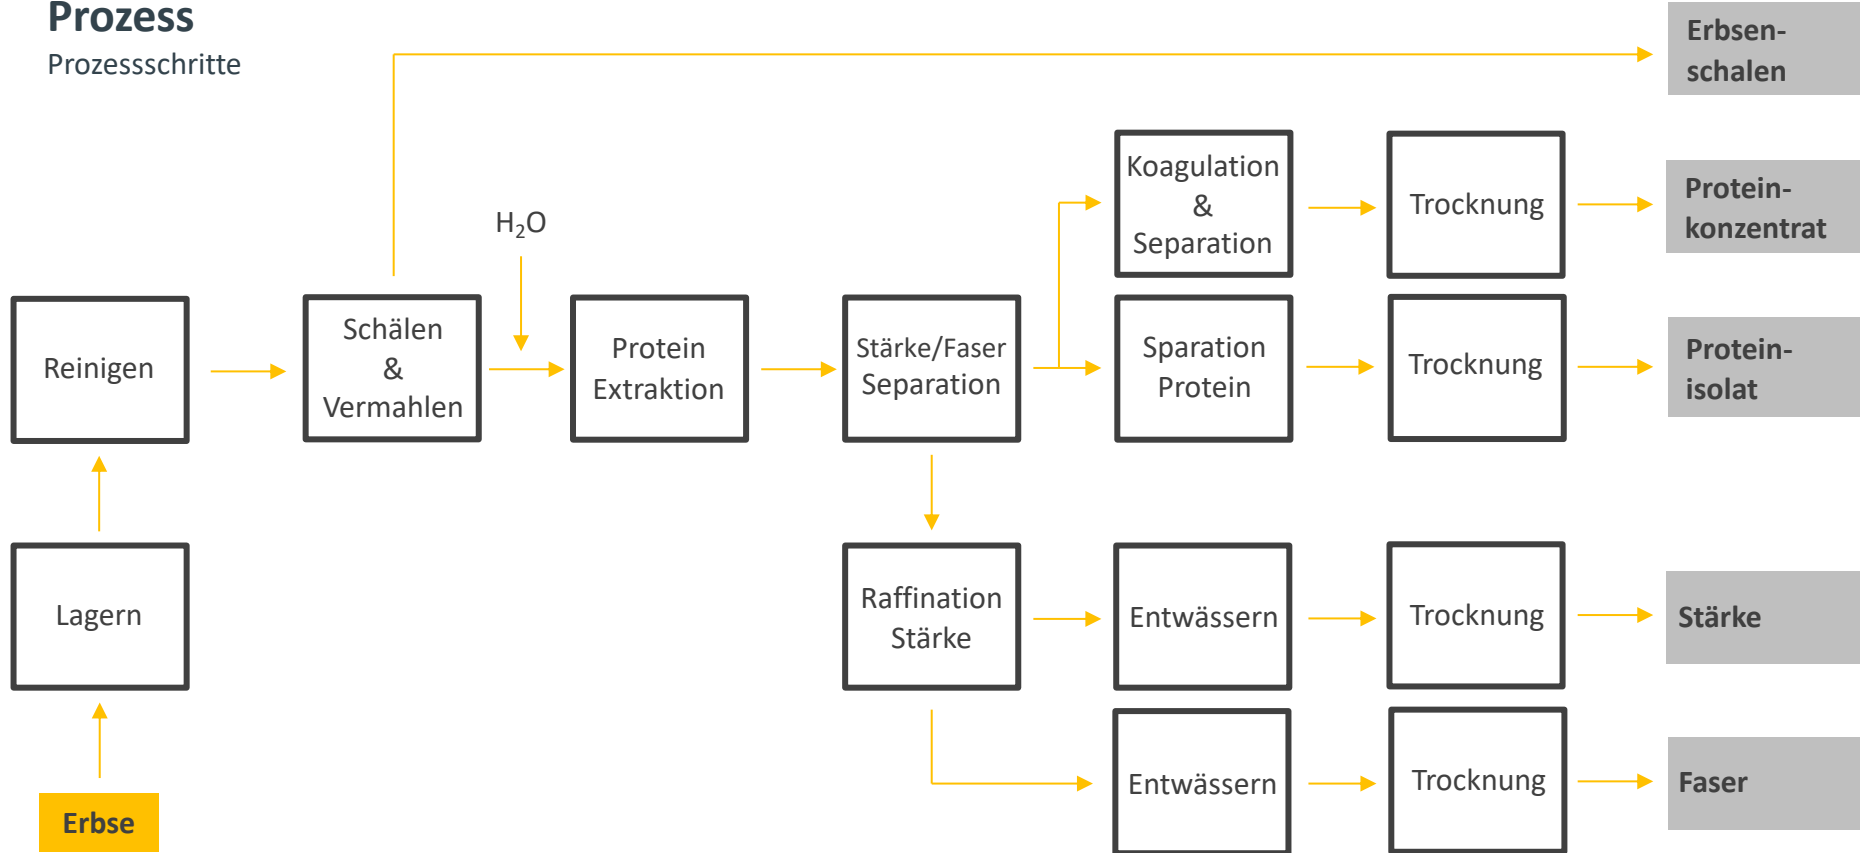 Prozess
Prozessschritte
Erbsen-
schalen
Koagulation
&
Separation
Trocknung
Protein-
konzentrat
H₂O
Reinigen
Schälen
&
Vermahlen
Protein
Extraktion
Stärke/Faser
Separation
Sparation
Protein
Trocknung
Protein-
isolat
Lagern
Raffination
Stärke
Entwässern
Trocknung
Stärke
Entwässern
Trocknung
Faser
Erbse